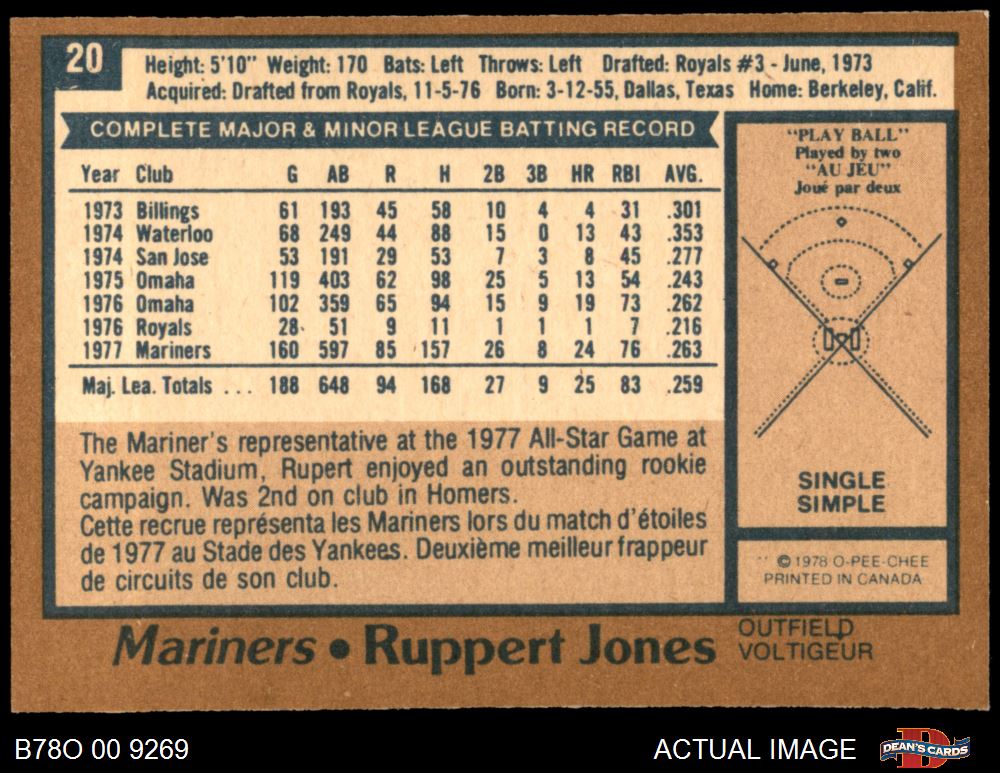 20
Height: 5'10" Weight: 170 Bats: Left Throws: Left Drafted: Royals #3 - June, 1973
Acquired: Drafted from Royals, 11-5-76 Born: 3-12-55, Dallas, Texas Home: Berkeley, Calif.
COMPLETE MAJOR & MINOR LEAGUE BATTING RECORD
Year Club G AB R H 2B 3B HR RBI AVG.
1973 Billings 61 193 45 58 10 4 4 31 .301
1974 Waterloo 68 249 44 88 15 0 13 43 .353
1974 San Jose 53 191 29 53 7 3 8 45 .277
1975 Omaha 119 403 62 98 25 5 13 54 .243
1976 Omaha 102 359 65 94 15 9 19 73 .262
1976 Royals 28 51 9 11 1 1 1 7 .216
1977 Mariners 160 597 85 157 26 8 24 76 .263
Maj. Lea. Totals ... 188 648 94 168 27 9 25 83 .259
The Mariner's representative at the 1977 All-Star Game at
Yankee Stadium, Rupert enjoyed an outstanding rookie
campaign. Was 2nd on club in Homers.
Cette recrue représenta les Mariners lors du match d'étoiles
de 1977 au Stade des Yankees. Deuxième meilleur frappeur
de circuits de son club.
"PLAY BALL"
Played by two
"AU JEU"
Joué par deux
SINGLE
SIMPLE
© 1978 O-PEE-CHEE
PRINTED IN CANADA
Mariners • Ruppert Jones
OUTFIELD
VOLTIGEUR
B78O 00 9269
ACTUAL IMAGE
DEAN'S CARDS